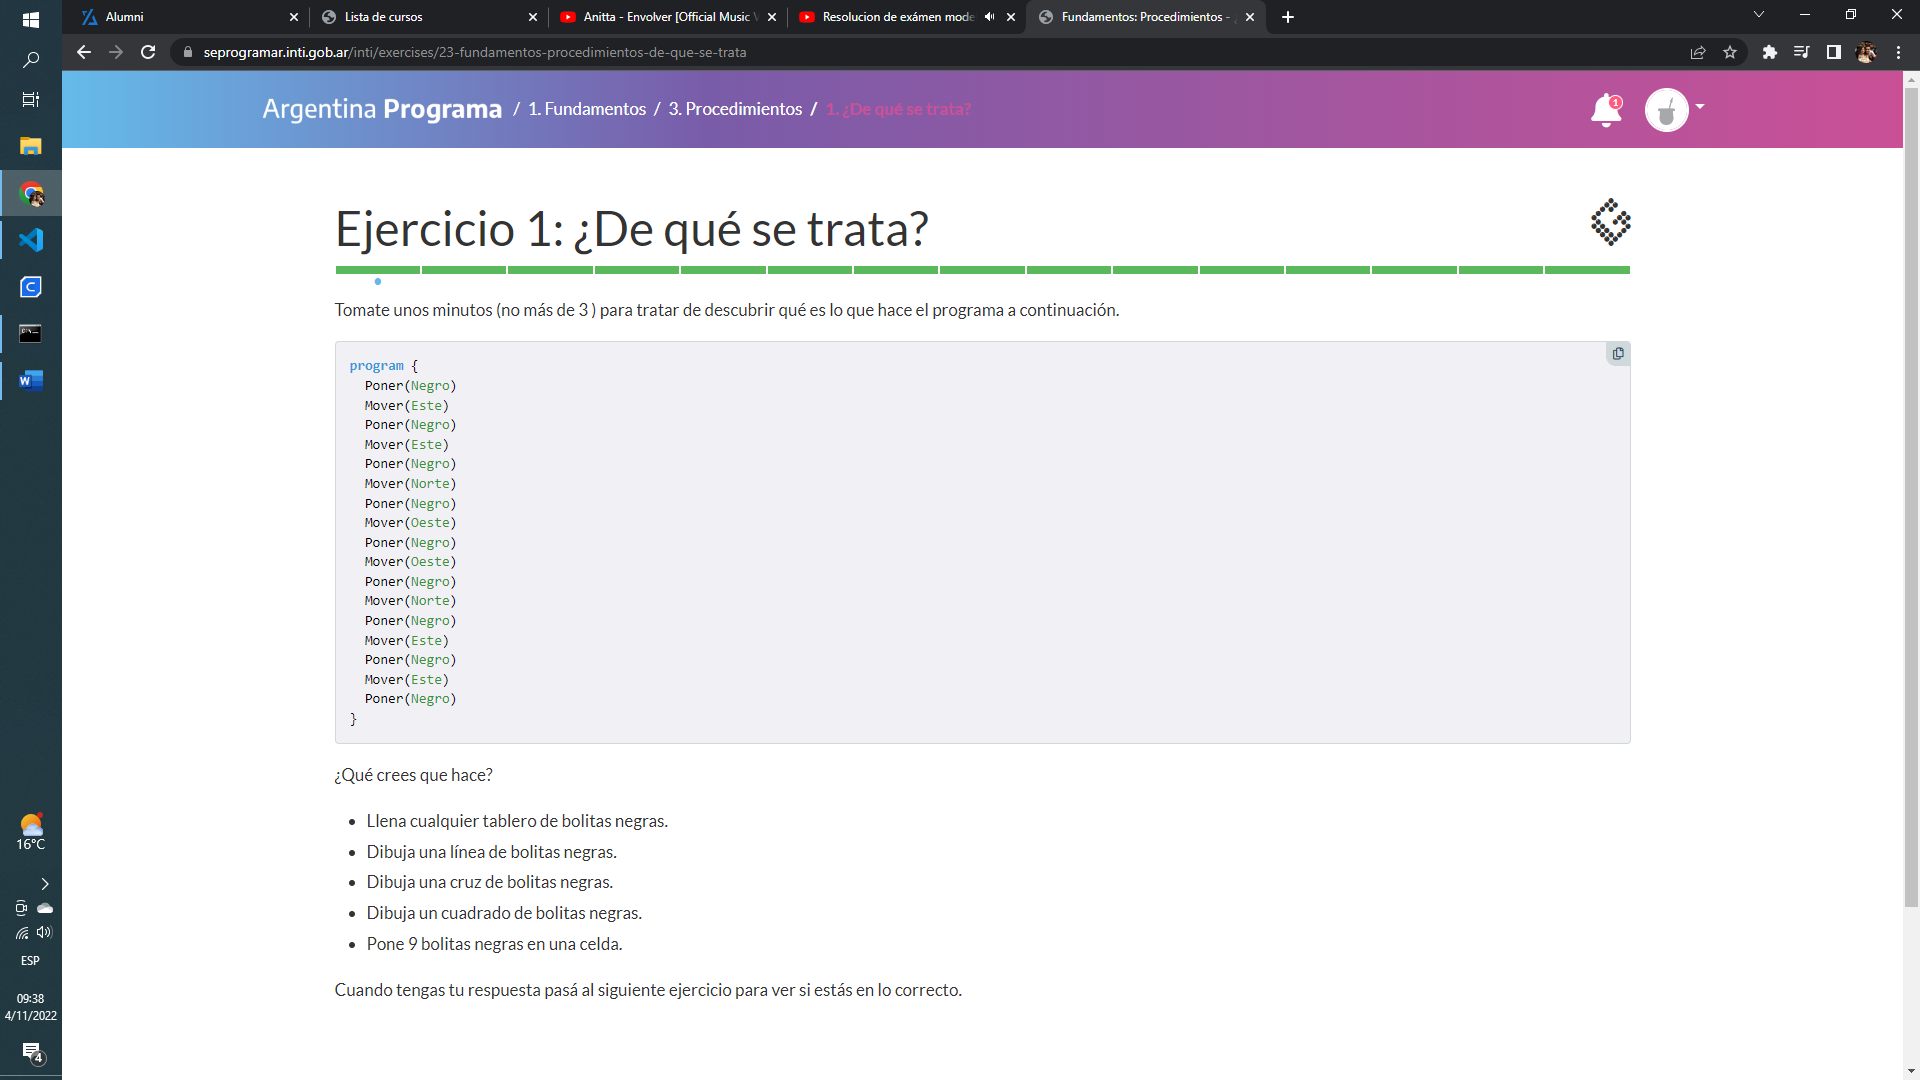 Alumni
Lista de cursos
Anitta - Envolver [Official Music V
Resolucion de exámen mode
Fundamentos: Procedimientos -
seprogramar.inti.gob.ar/inti/exercises/23-fundamentos-procedimientos-de-que-se-trata
Argentina Programa / 1. Fundamentos / 3. Procedimientos / 1. ¿De qué se trata?
1
Ejercicio 1: ¿De qué se trata?
Tomate unos minutos (no más de 3 ) para tratar de descubrir qué es lo que hace el programa a continuación.
program {
Poner(Negro)
Mover(Este)
Poner(Negro)
Mover(Este)
Poner(Negro)
Mover(Norte)
Poner(Negro)
Mover(Oeste)
Poner(Negro)
Mover(Oeste)
Poner(Negro)
Mover(Norte)
Poner(Negro)
Mover(Este)
Poner(Negro)
Mover(Este)
Poner(Negro)
}
¿Qué crees que hace?
• Llena cualquier tablero de bolitas negras.
• Dibuja una línea de bolitas negras.
• Dibuja una cruz de bolitas negras.
• Dibuja un cuadrado de bolitas negras.
• Pone 9 bolitas negras en una celda.
Cuando tengas tu respuesta pasá al siguiente ejercicio para ver si estás en lo correcto.
16°C
ESP
09:38
4/11/2022
4